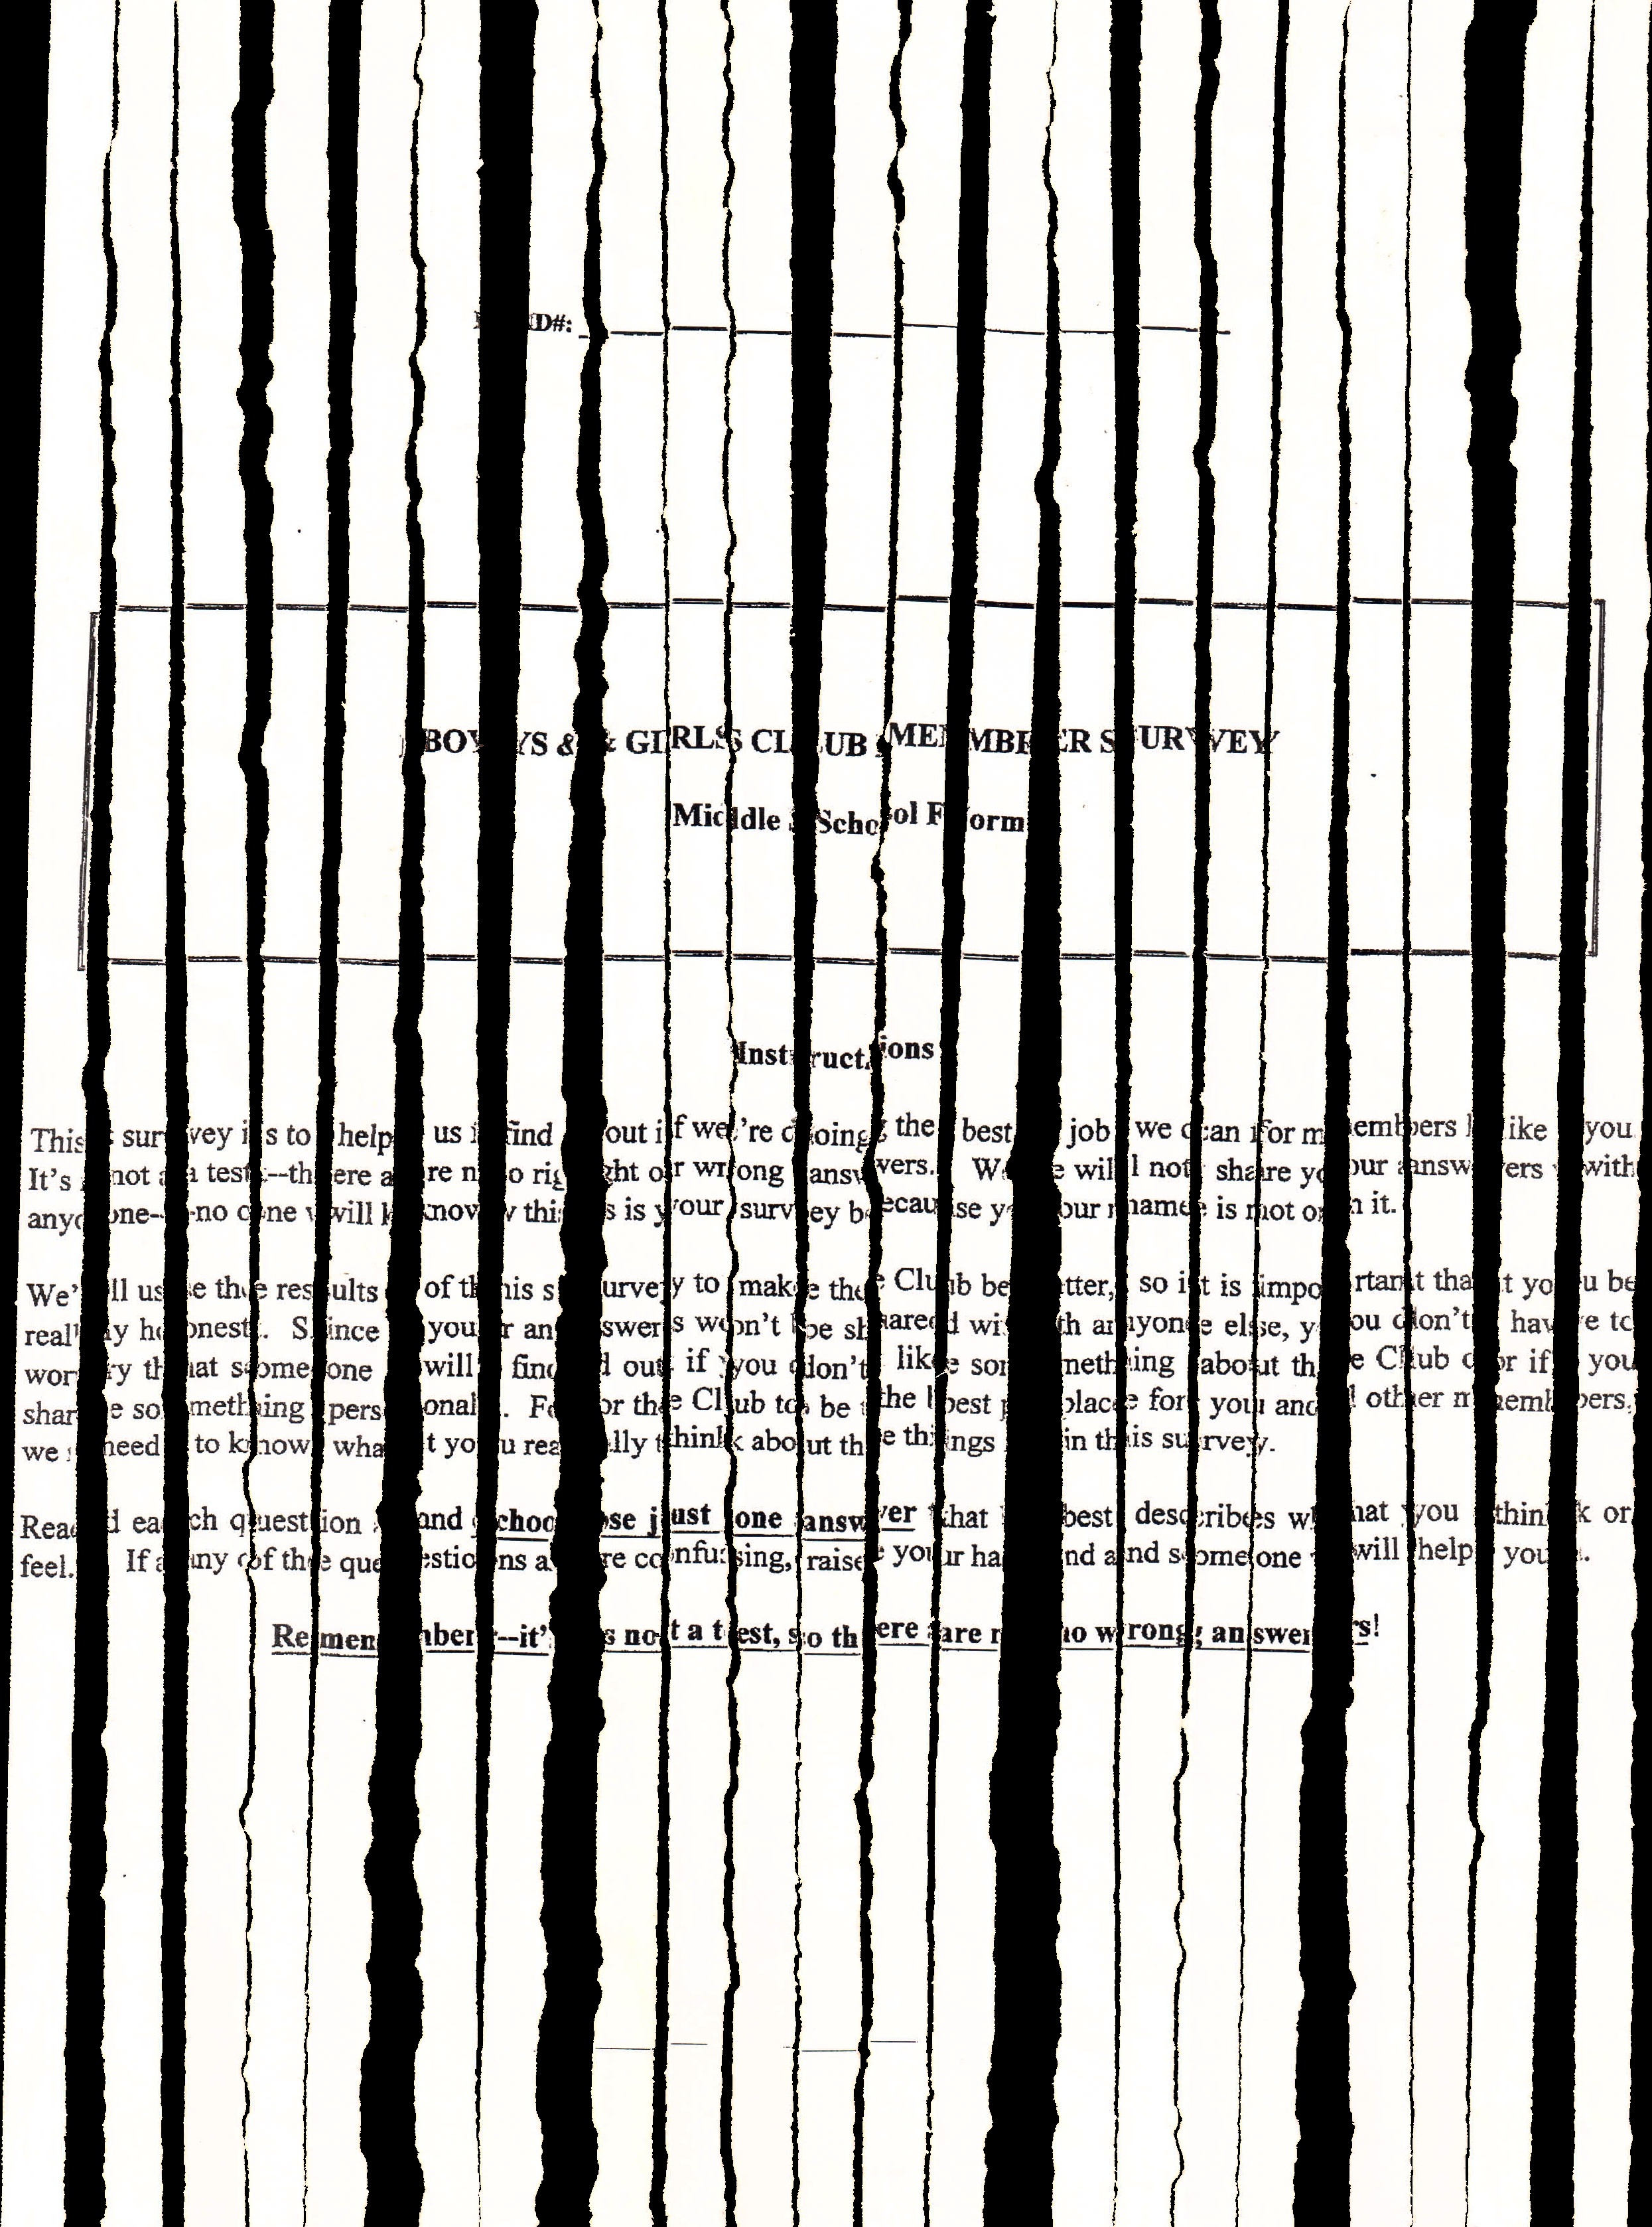 ID#:
BOYS & GIRLS CLUB MEMBER SURVEY
Middle School Form
Instructions
This survey is to help us find out if we're doing the best job we can for members like you.
It's not a test--there are no right or wrong answers. We will not share your answers with
anyone--no one will know this is your survey because your name is not on it.
We'll use the results of this survey to make the Club better, so it is important that you be
really honest. Since your answers won't be shared with anyone else, you don't have to
worry that someone will find out if you don't like something about the Club or if you
share something personal. For the Club to be the best place for you and other members,
we need to know what you really think about the things in this survey.
Read each question and choose just one answer that best describes what you think or
feel. If any of the questions are confusing, raise your hand and someone will help you.
Remember--it's not a test, so there are no wrong answers!